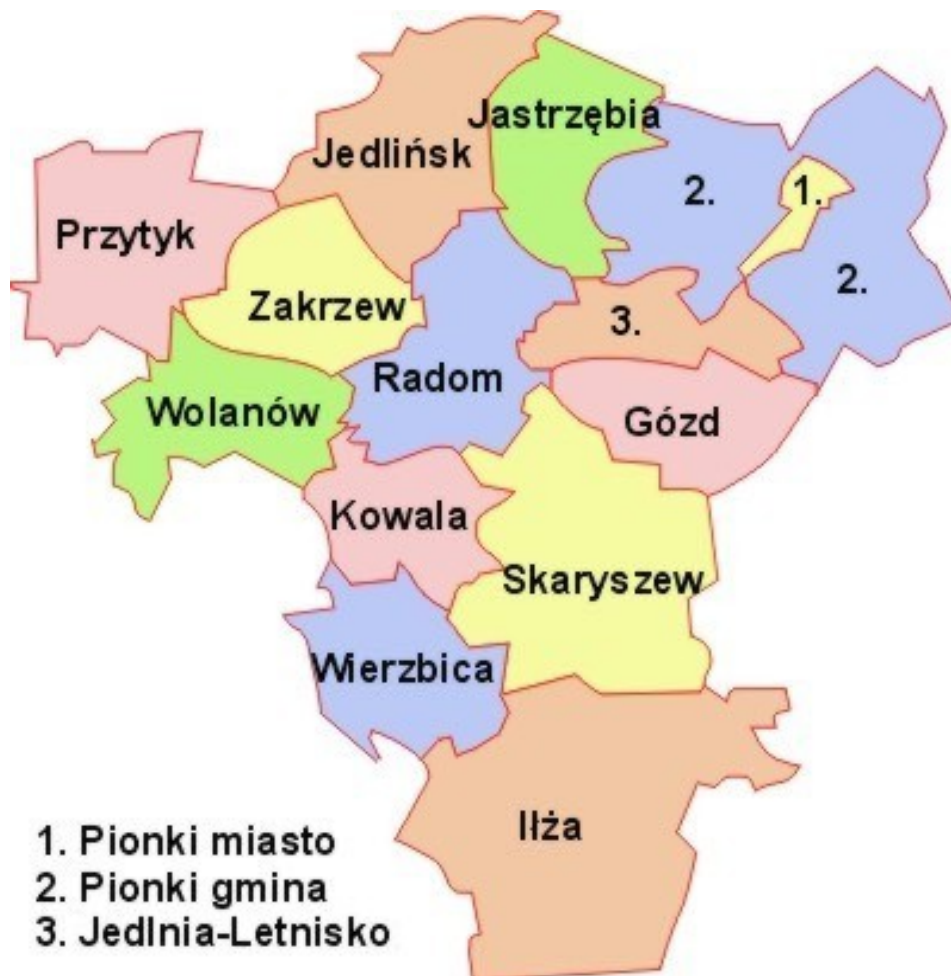 Jastrzębia
Jedlińsk
2.
1.
Przytyk
2.
Zakrzew
3.
Radom
Wolanów
Gózd
Kowala
Skaryszew
Wierzbica
Iłża
1. Pionki miasto
2. Pionki gmina
3. Jedlnia-Letnisko